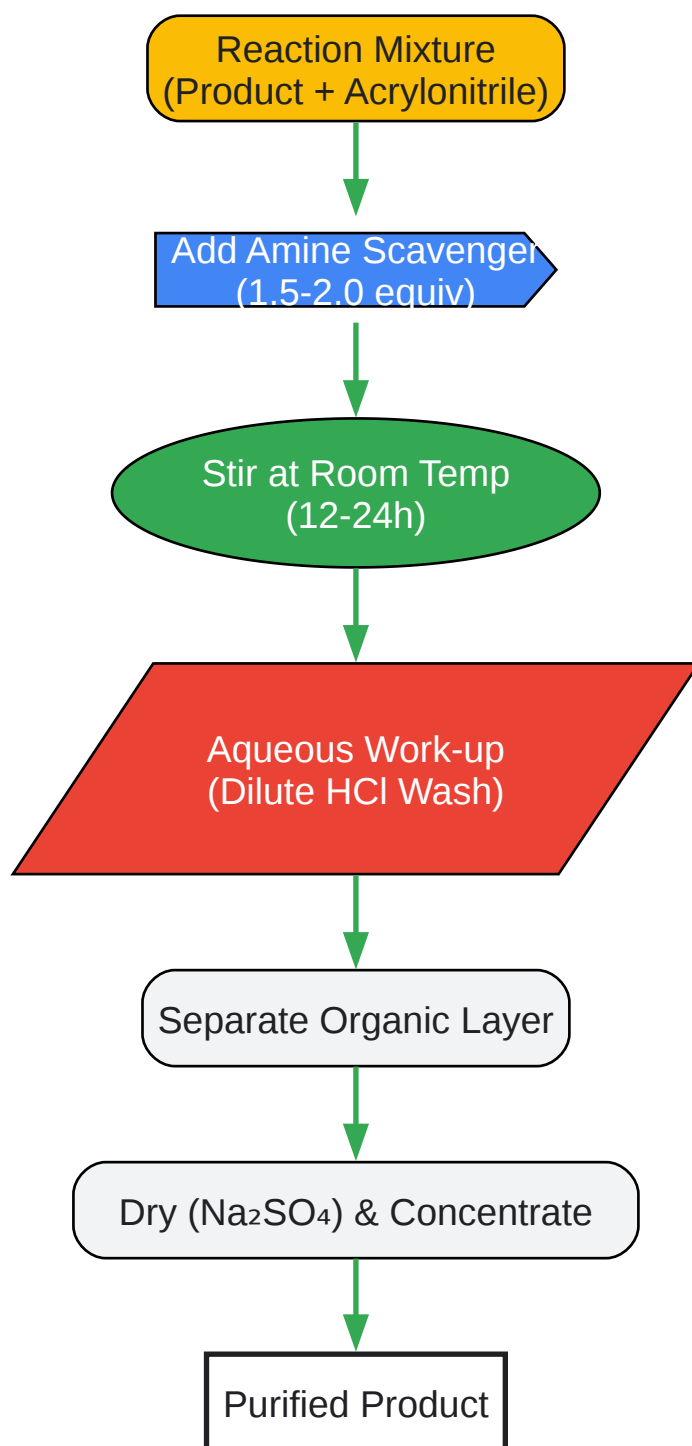 Reaction Mixture
(Product + Acrylonitrile)
Add Amine Scavenger
(1.5-2.0 equiv)
Stir at Room Temp
(12-24h)
Aqueous Work-up
(Dilute HCl Wash)
Separate Organic Layer
Dry (Na₂SO₄) & Concentrate
Purified Product